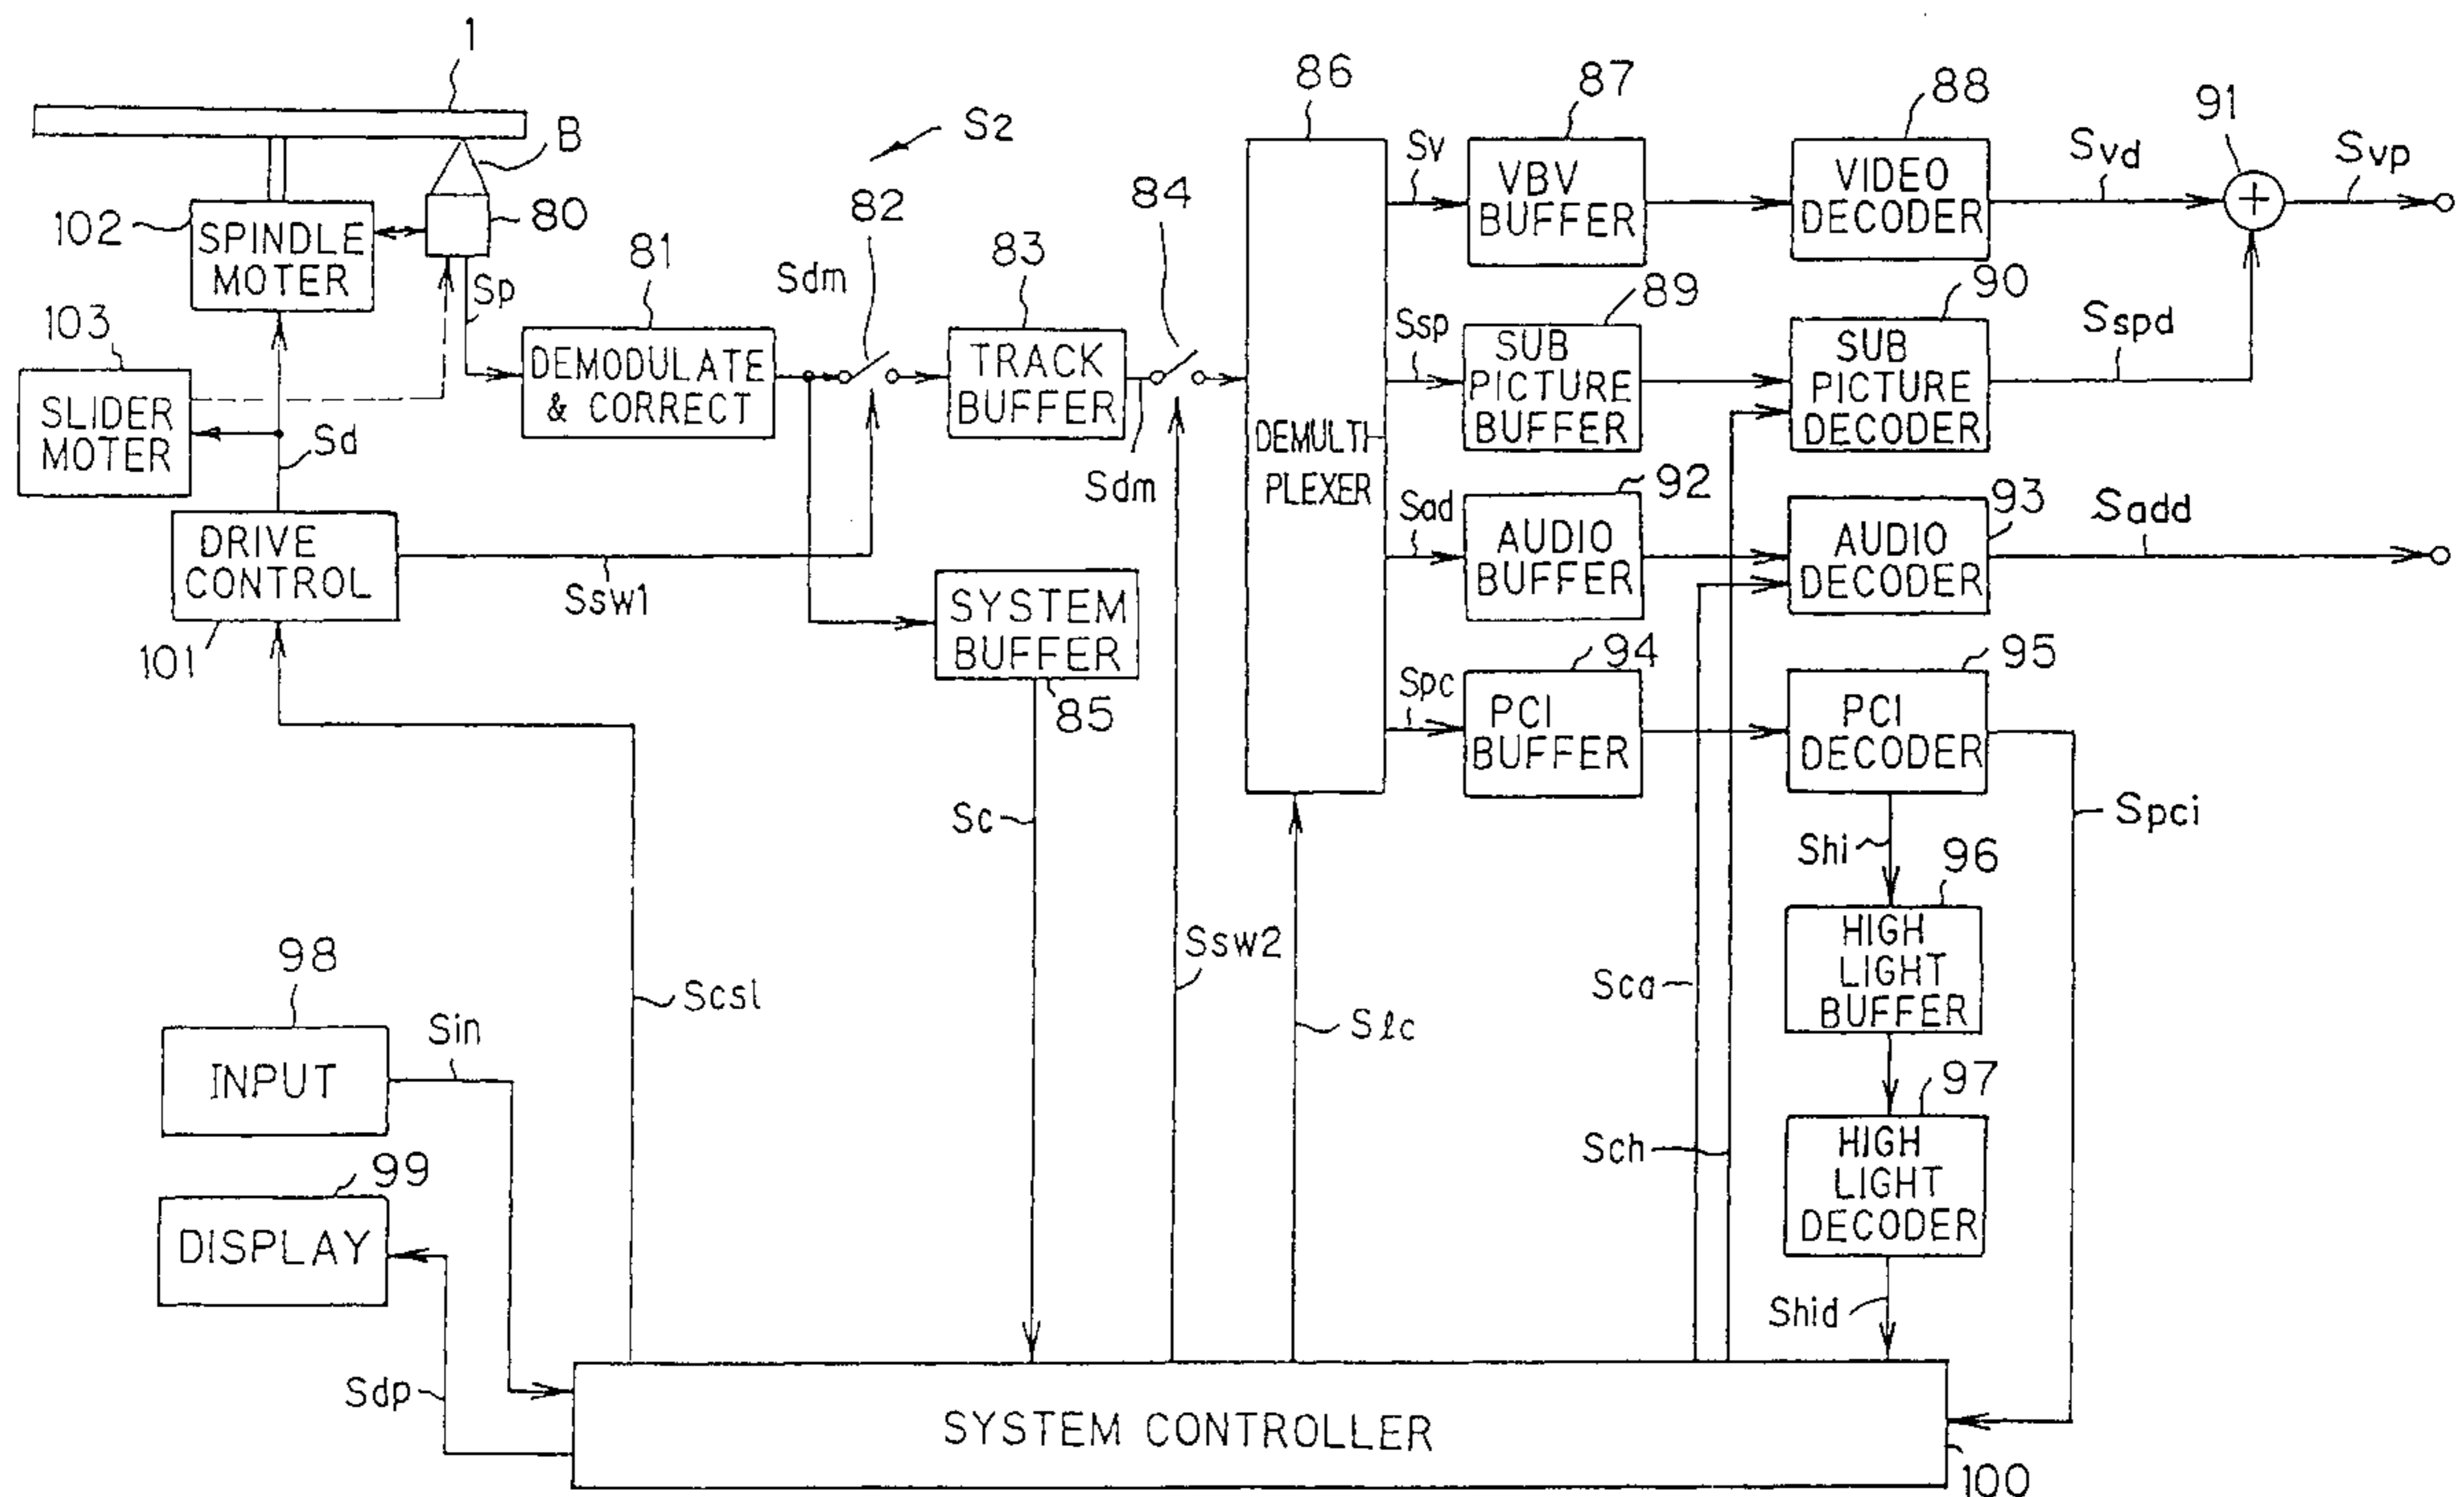 1
B
S2
80
102
SPINDLE
MOTER
Sp
103
SLIDER
MOTER
Sd
DRIVE
CONTROL
101
Ssw1
81
DEMODULATE
& CORRECT
Sdm
82
83
TRACK
BUFFER
84
Sdm
SYSTEM
BUFFER
85
Sc
86
DEMULTI-
PLEXER
Sv
87
VBV
BUFFER
88
VIDEO
DECODER
Svd
91
+
Svp
Ssp
89
SUB
PICTURE
BUFFER
90
SUB
PICTURE
DECODER
Sspd
Sad
92
AUDIO
BUFFER
93
AUDIO
DECODER
Sadd
Spc
94
PCI
BUFFER
95
PCI
DECODER
Spci
Shi
96
HIGH
LIGHT
BUFFER
97
HIGH
LIGHT
DECODER
Shid
Ssw2
Slc
Sca
Sch
Scsl
98
INPUT
Sin
99
DISPLAY
Sdp
SYSTEM CONTROLLER
100